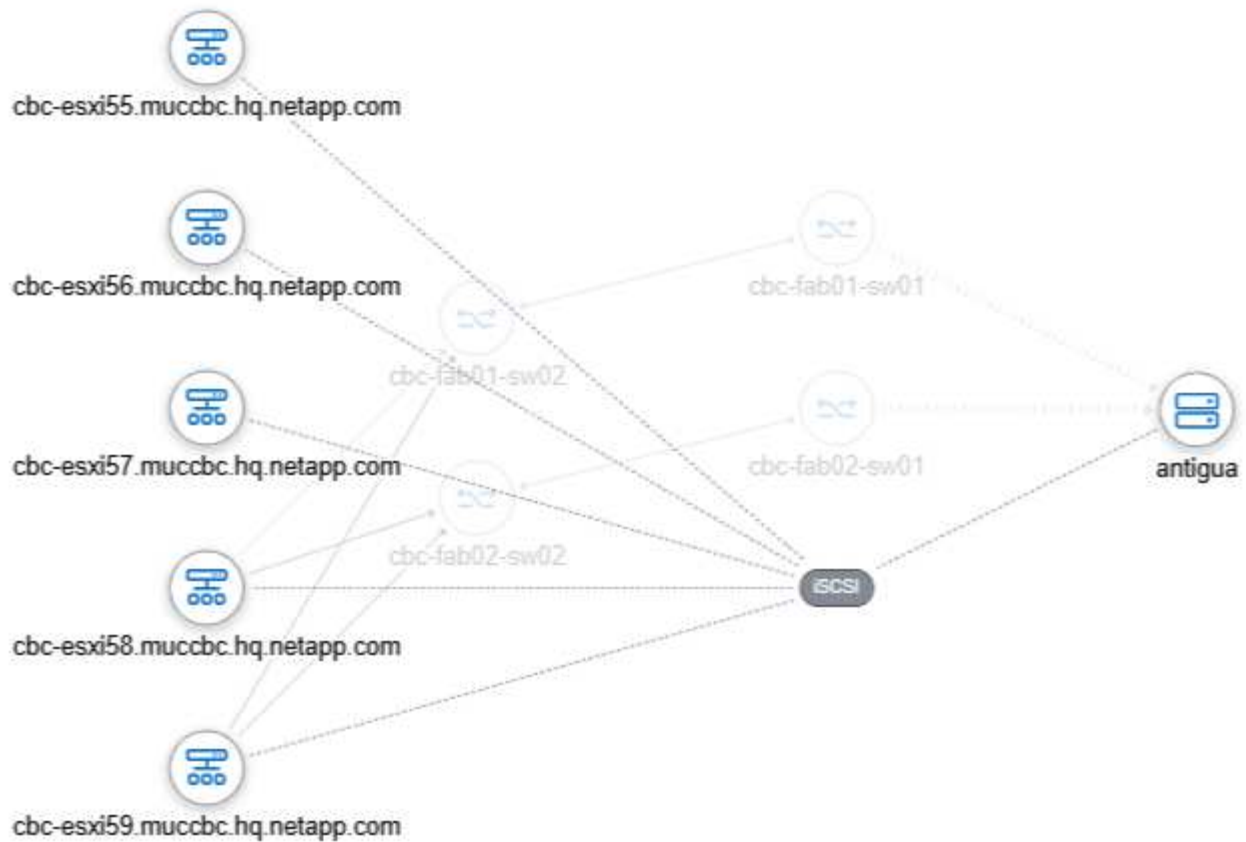 cbc-esxi55.muccbc.hq.netapp.com
cbc-esxi56.muccbc.hq.netapp.com
cbc-fab01-sw01
cbc-fab01-sw02
cbc-esxi57.muccbc.hq.netapp.com
cbc-fab02-sw01
antigua
cbc-fab02-sw02
iSCSI
cbc-esxi58.muccbc.hq.netapp.com
cbc-esxi59.muccbc.hq.netapp.com